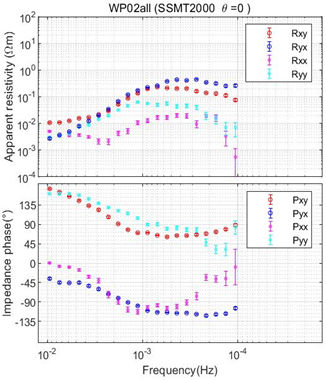 WP02all (SSMT2000 θ =0 )
10^2
10^1
10^0
10^-1
10^-2
10^-3
10^-4
Apparent resistivity (Ωm)
Rxy
Ryx
Rxx
Ryy
135
90
45
0
-45
-90
-135
Impedance phase(°)
Pxy
Pyx
Pxx
Pyy
10^-2
10^-3
10^-4
Frequency(Hz)